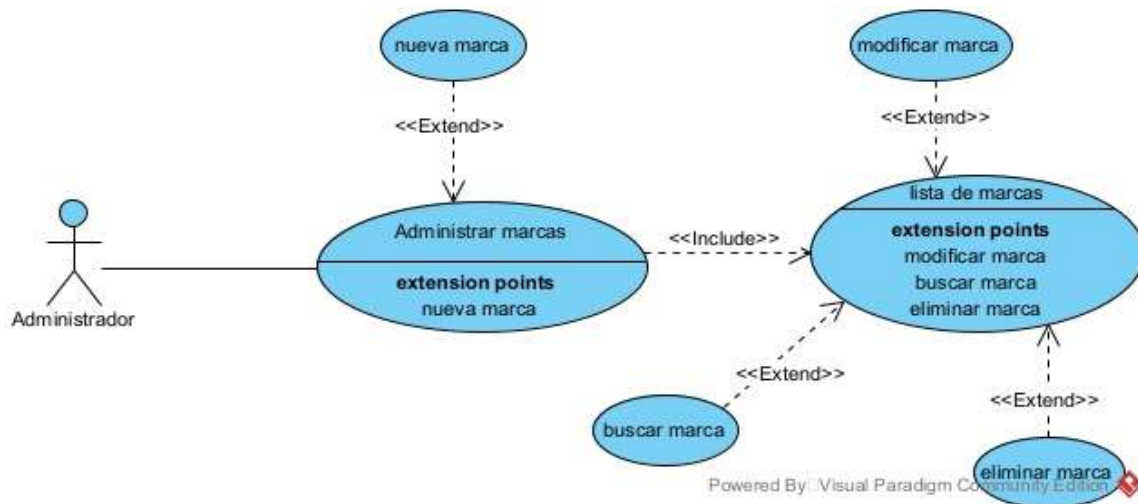 nueva marca
modificar marca
<<Extend>>
<<Extend>>
lista de marcas
Administrar marcas
<<Include>>
extension points
modificar marca
buscar marca
eliminar marca
extension points
nueva marca
Administrador
<<Extend>>
<<Extend>>
buscar marca
eliminar marca
Powered By Visual Paradigm Community Edition